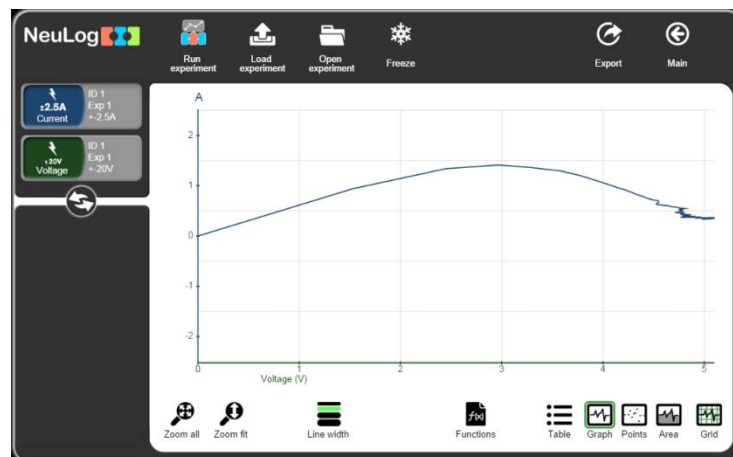 NeuLog
Run
experiment
Load
experiment
Open
experiment
Freeze
Export
Main
±2.5A
Current
ID 1
Exp 1
+-2.5A
±20V
Voltage
ID 1
Exp 1
+-20V
A
2
1
0
-1
-2
0 1 2 3 4 5
Voltage (V)
Zoom all
Zoom fit
Line width
f(x)
Functions
Table
Graph
Points
Area
Grid